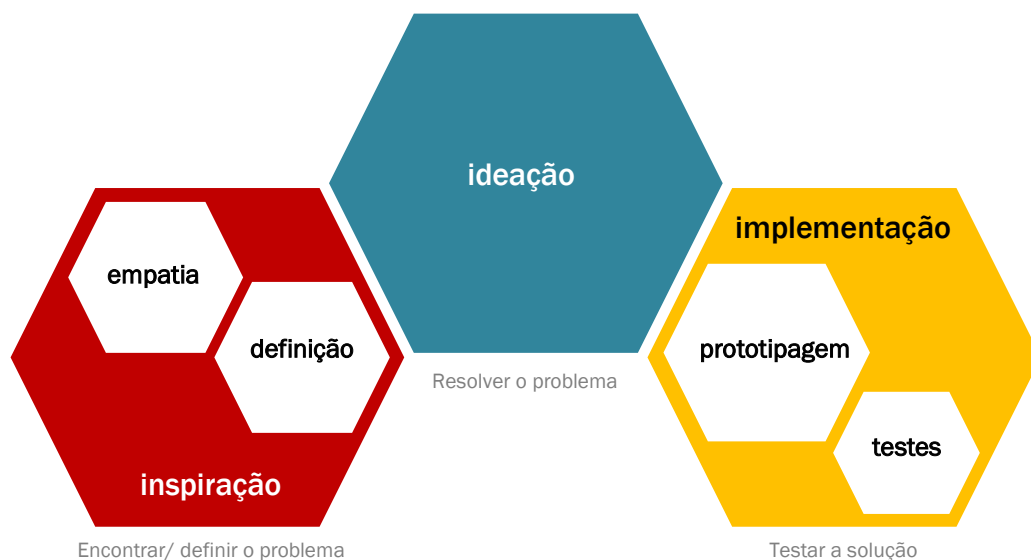 inspiração
empatia
definição
Encontrar/ definir o problema
ideação
Resolver o problema
implementação
prototipagem
testes
Testar a solução